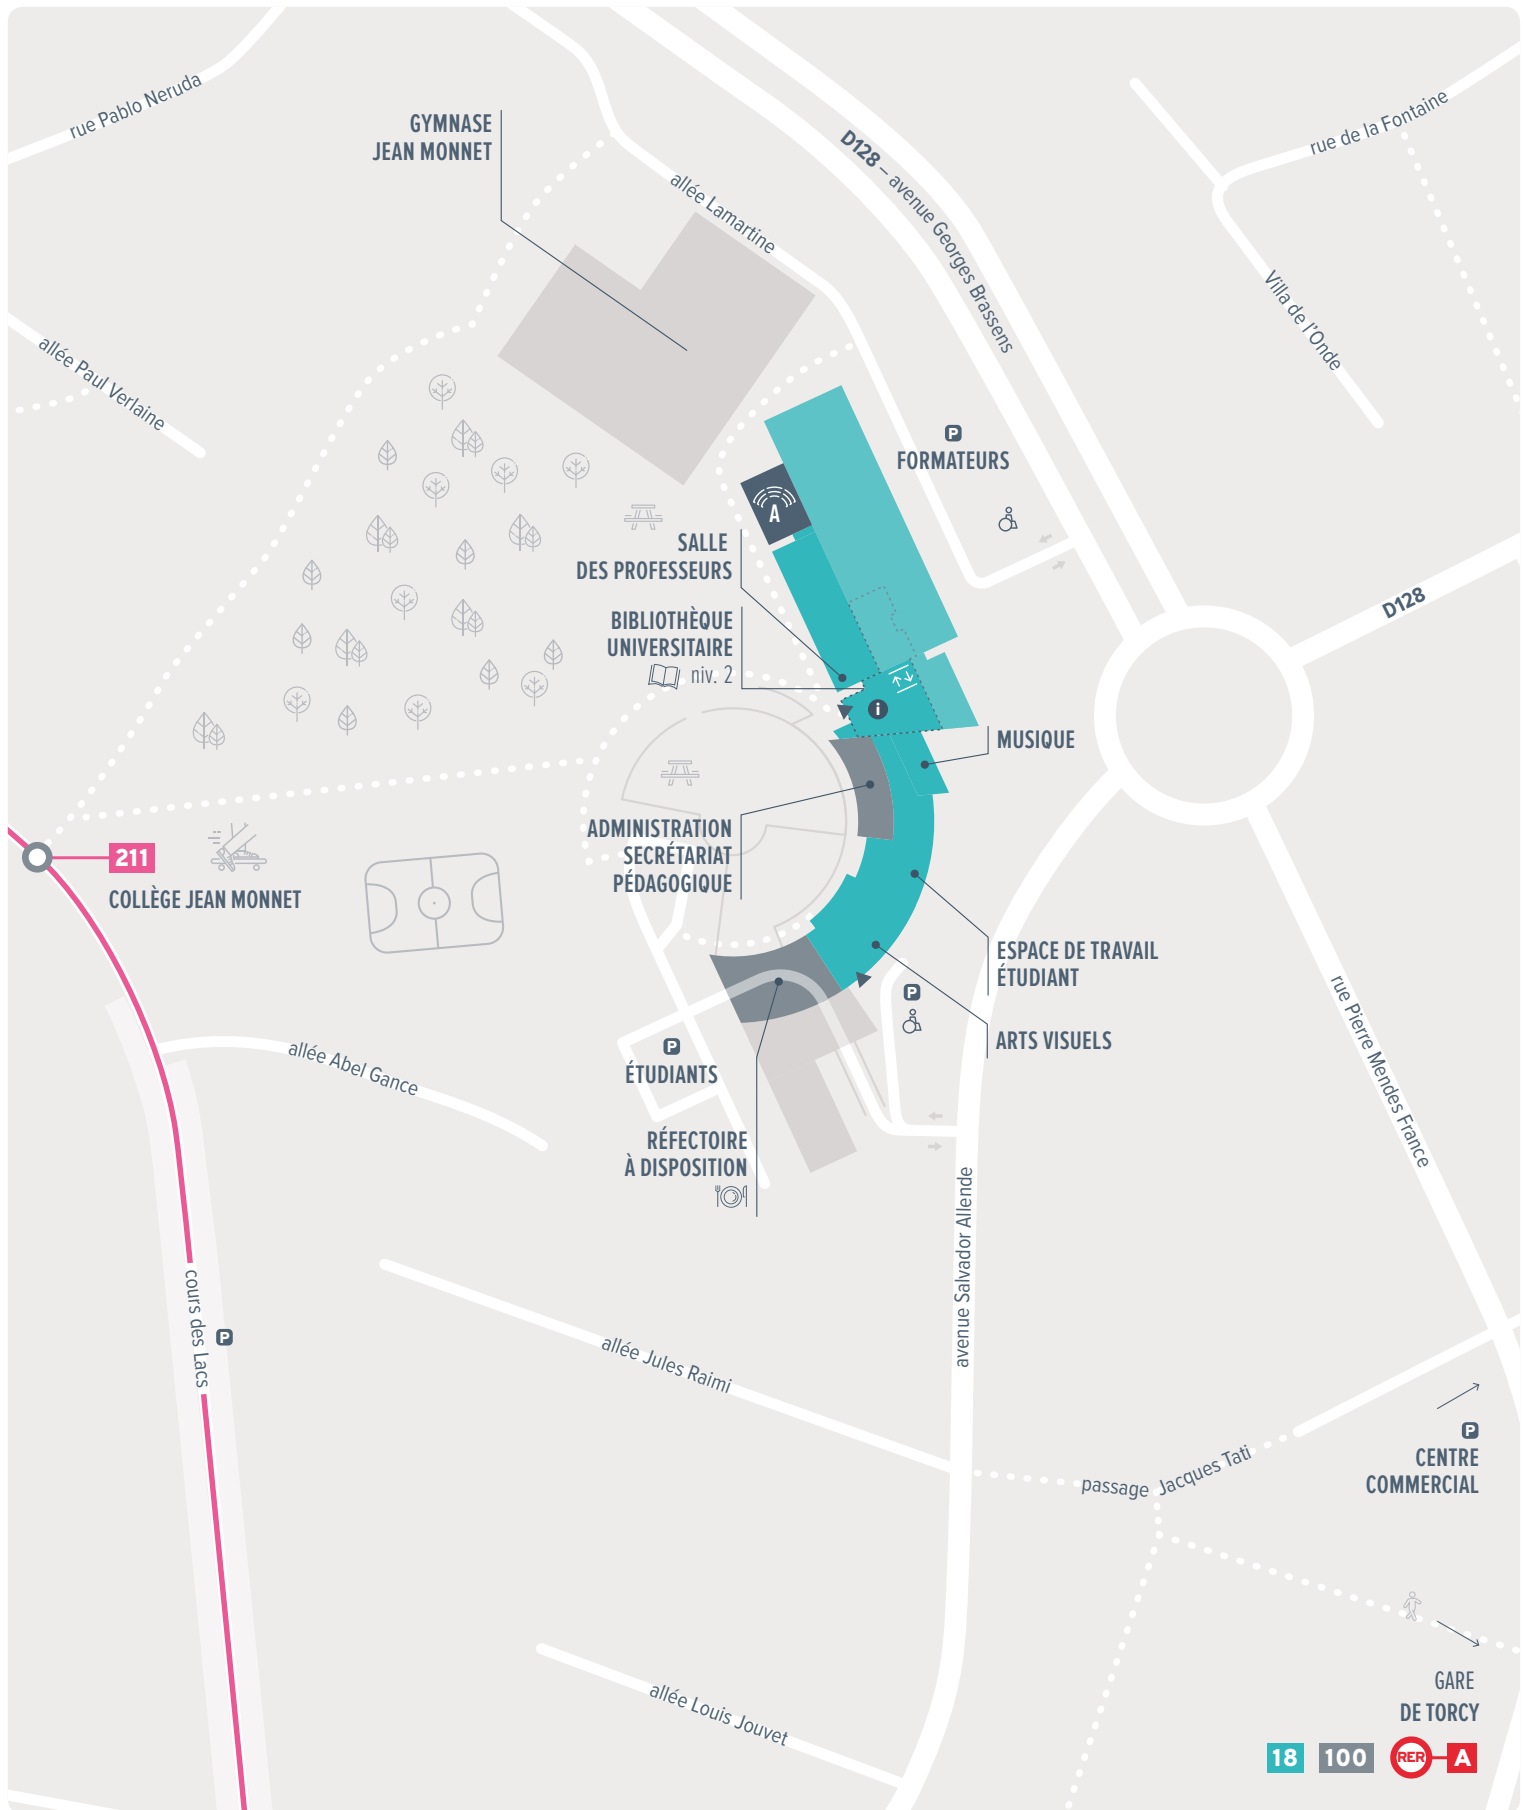 rue Pablo Neruda
GYMNASE
JEAN MONNET
allée Lamartine
D128 – avenue Georges Brassens
rue de la Fontaine
Villa de l'Onde
allée Paul Verlaine
P
FORMATEURS
A
SALLE
DES PROFESSEURS
BIBLIOTHÈQUE
UNIVERSITAIRE
niv. 2
i
D128
MUSIQUE
ADMINISTRATION
SECRÉTARIAT
PÉDAGOGIQUE
211
COLLÈGE JEAN MONNET
ESPACE DE TRAVAIL
ÉTUDIANT
P
ARTS VISUELS
rue Pierre Mendes France
allée Abel Gance
P
ÉTUDIANTS
RÉFECTOIRE
À DISPOSITION
avenue Salvador Allende
cours des Lacs
P
allée Jules Raimi
passage Jacques Tati
P
CENTRE
COMMERCIAL
allée Louis Jouvet
GARE
DE TORCY
18 100 RER A